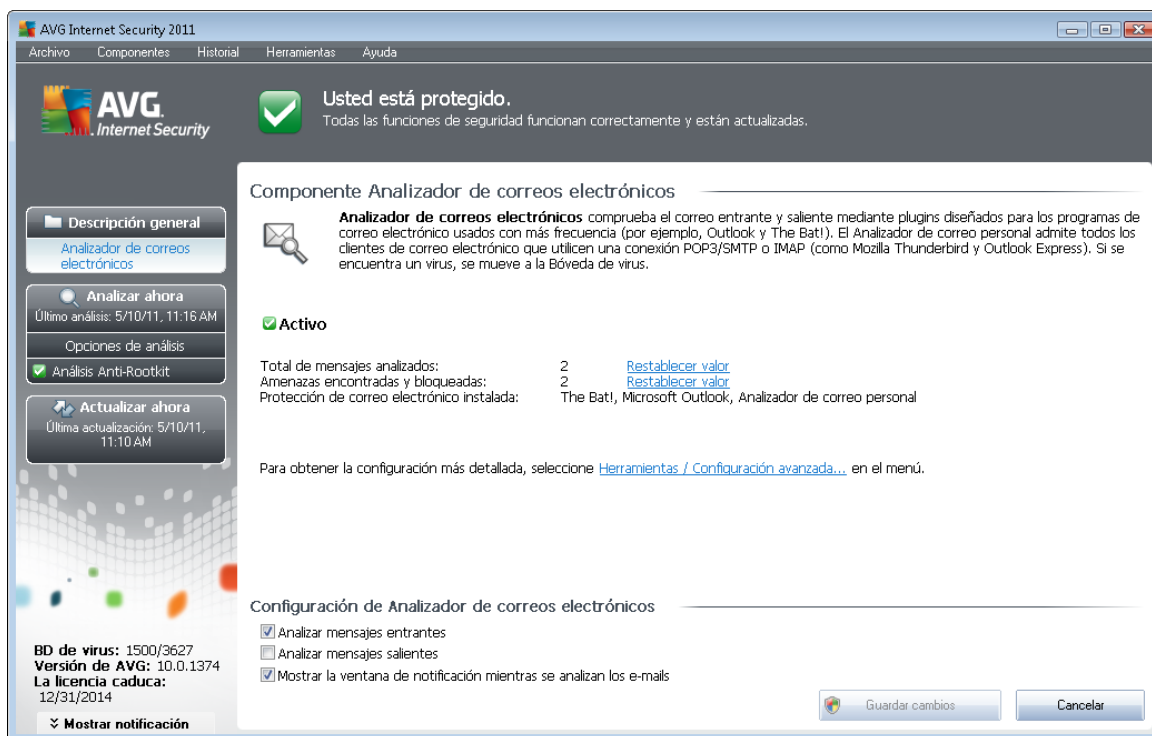 AVG Internet Security 2011
Archivo Componentes Historial Herramientas Ayuda
AVG.
Internet Security
Usted está protegido.
Todas las funciones de seguridad funcionan correctamente y están actualizadas.
Descripción general
Analizador de correos
electrónicos
Analizar ahora
Último análisis: 5/10/11, 11:16 AM
Opciones de análisis
Análisis Anti-Rootkit
Actualizar ahora
Última actualización: 5/10/11,
11:10 AM
BD de virus: 1500/3627
Versión de AVG: 10.0.1374
La licencia caduca:
12/31/2014
Mostrar notificación
Componente Analizador de correos electrónicos
Analizador de correos electrónicos comprueba el correo entrante y saliente mediante plugins diseñados para los programas de
correo electrónico usados con más frecuencia (por ejemplo, Outlook y The Bat!). El Analizador de correo personal admite todos los
clientes de correo electrónico que utilicen una conexión POP3/SMTP o IMAP (como Mozilla Thunderbird y Outlook Express). Si se
encuentra un virus, se mueve a la Bóveda de virus.
Activo
Total de mensajes analizados: 2 Restablecer valor
Amenazas encontradas y bloqueadas: 2 Restablecer valor
Protección de correo electrónico instalada: The Bat!, Microsoft Outlook, Analizador de correo personal
Para obtener la configuración más detallada, seleccione Herramientas / Configuración avanzada... en el menú.
Configuración de Analizador de correos electrónicos
Analizar mensajes entrantes
Analizar mensajes salientes
Mostrar la ventana de notificación mientras se analizan los e-mails
Guardar cambios Cancelar